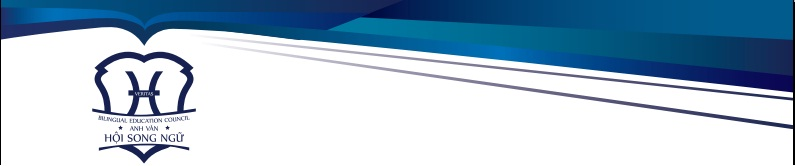 VERITAS
BILINGUAL EDUCATION COUNCIL
ANH VĂN
HỘI SONG NGỮ